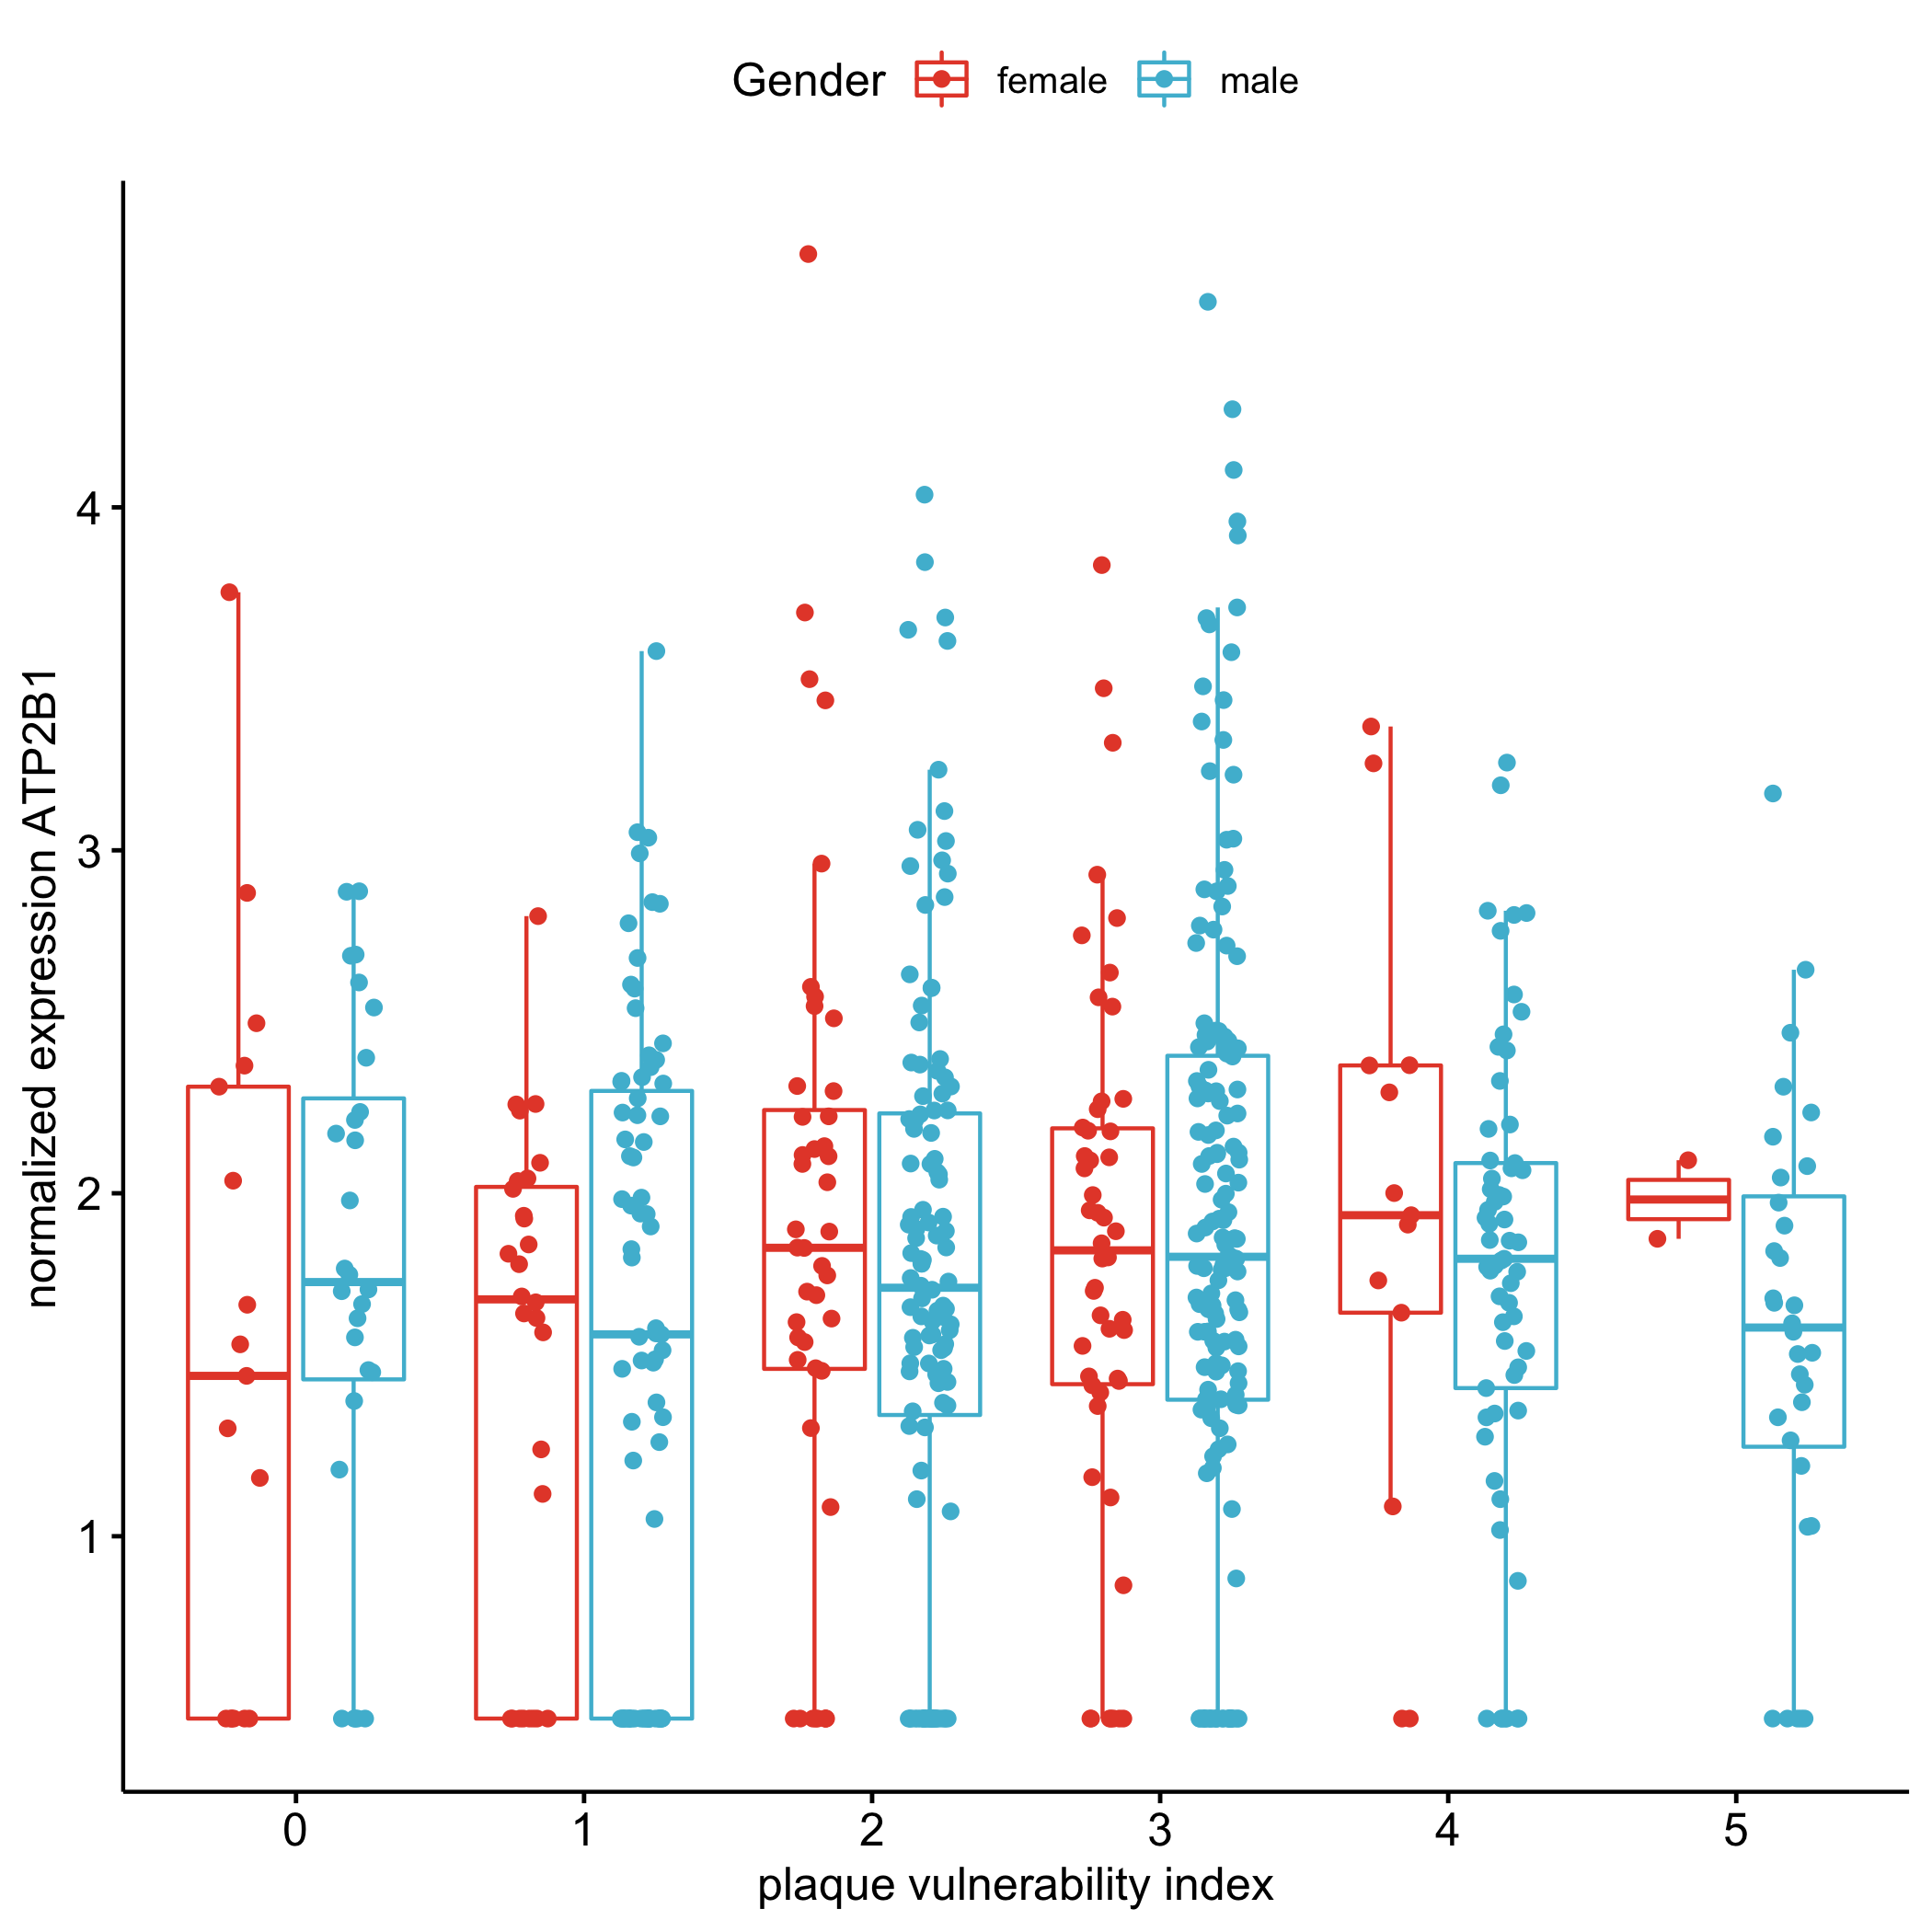 Gender female male
normalized expression ATP2B1
4
3
2
1
0 1 2 3 4 5
plaque vulnerability index